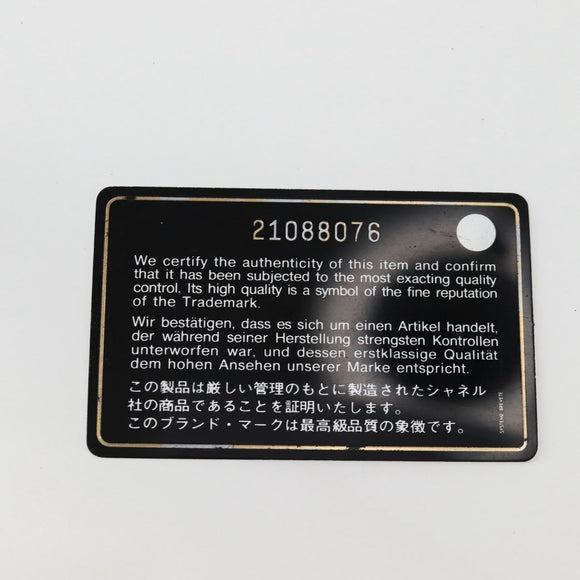 21088076
We certify the authenticity of this item and confirm
that it has been subjected to the most exacting quality
control. Its high quality is a symbol of the fine reputation
of the Trademark.
Wir bestätigen, dass es sich um einen Artikel handelt,
der während seiner Herstellung strengsten Kontrollen
unterworfen war, und dessen erstklassige Qualität
dem hohen Ansehen unserer Marke entspricht.
この製品は厳しい管理のもとに製造されたシャネル
社の商品であることを証明いたします。
このブランド・マークは最高級品質の象徴です。
SYSTEME BREVETE